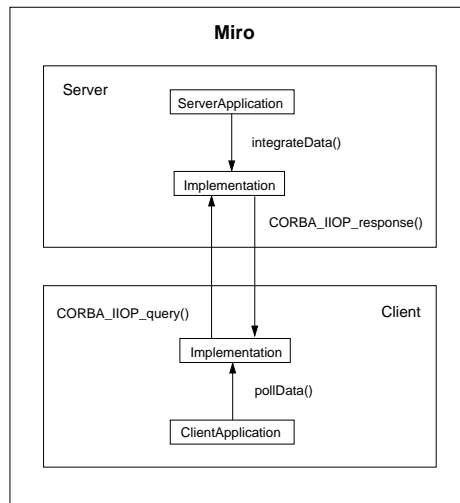 Miro
Server
ServerApplication
integrateData()
Implementation
CORBA_IIOP_response()
CORBA_IIOP_query()
Client
Implementation
pollData()
ClientApplication